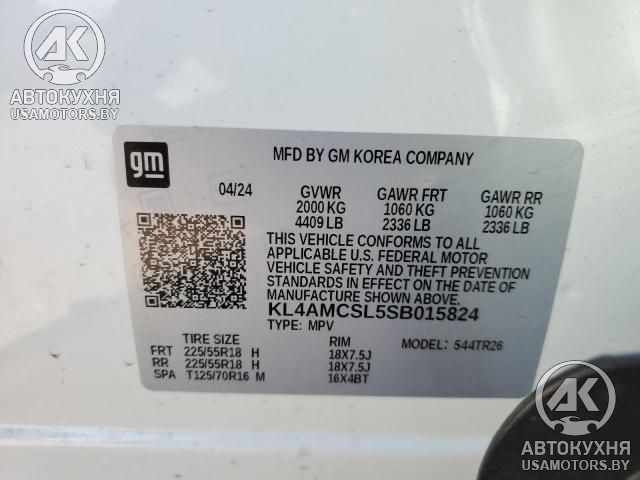 AK
АВТОКУХНЯ
USAMOTORS.BY
gm
MFD BY GM KOREA COMPANY
04/24 GVWR GAWR FRT GAWR RR
2000 KG 1060 KG 1060 KG
4409 LB 2336 LB 2336 LB
THIS VEHICLE CONFORMS TO ALL
APPLICABLE U.S. FEDERAL MOTOR
VEHICLE SAFETY AND THEFT PREVENTION
STANDARDS IN EFFECT ON THE DATE OF
MANUFACTURE SHOWN ABOVE.
KL4AMCSL5SB015824
TYPE: MPV MODEL: 544TR26
TIRE SIZE RIM
FRT 225/55R18 H 18X7.5J
RR 225/55R18 H 18X7.5J
SPA T125/70R16 M 16X4BT
AK
АВТОКУХНЯ
USAMOTORS.BY